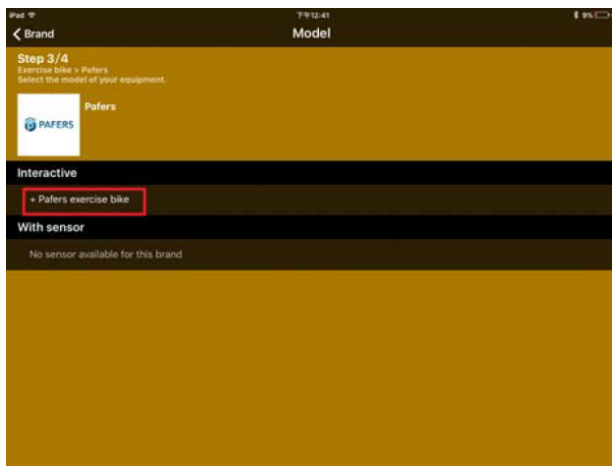 iPad 下午12:41 9%
Brand Model
Step 3/4
Exercise bike > Pafers
Select the model of your equipment.
Pafers
PAFERS
Interactive
+ Pafers exercise bike
With sensor
No sensor available for this brand